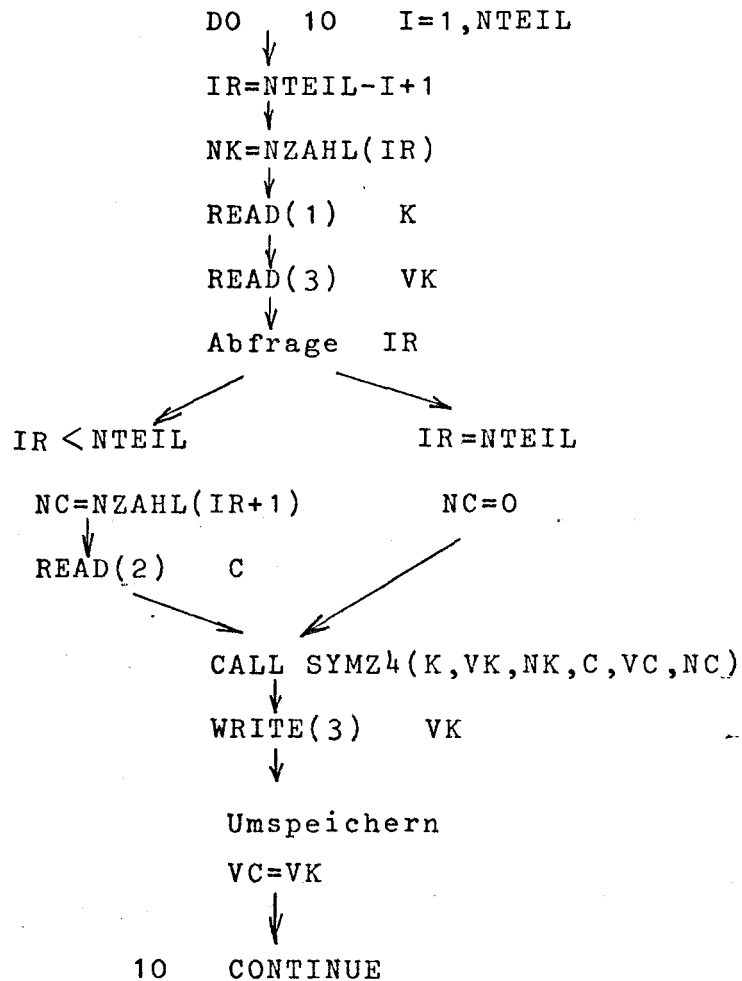 DO 10 I=1,NTEIL
IR=NTEIL-I+1
NK=NZAHL(IR)
READ(1) K
READ(3) VK
Abfrage IR
IR < NTEIL IR=NTEIL
NC=NZAHL(IR+1) NC=0
READ(2) C
CALL SYMZ4(K,VK,NK,C,VC,NC)
WRITE(3) VK
Umspeichern
VC=VK
10 CONTINUE